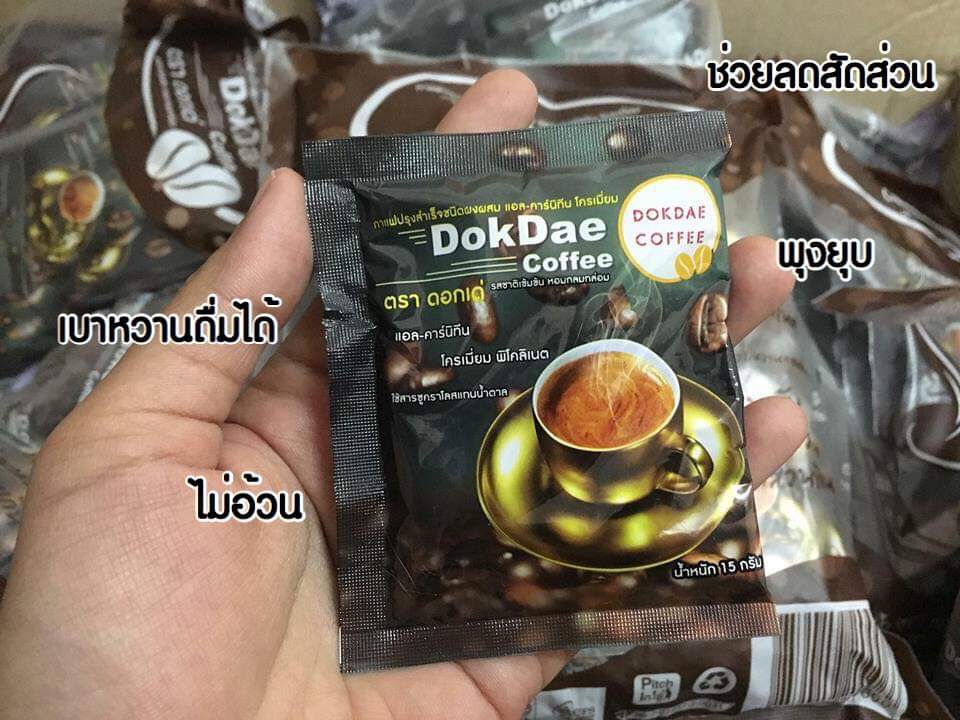 ช่วยลดสัดส่วน
พุงยุบ
เบาหวานดื่มได้
ไม่อ้วน
กาแฟปรุงสำเร็จชนิดผงผสม แอล-คาร์นิทีน โครเมี่ยม
DokDae
Coffee
DOKDAE
COFFEE
ตรา ดอกเด่
รสชาติเข้มข้น หอมกลมกล่อม
แอล-คาร์นิทีน
โครเมี่ยม พิโคลิเนต
ใช้สารซูคราโลสแทนน้ำตาล
น้ำหนัก 15 กรัม
Pitch
In!